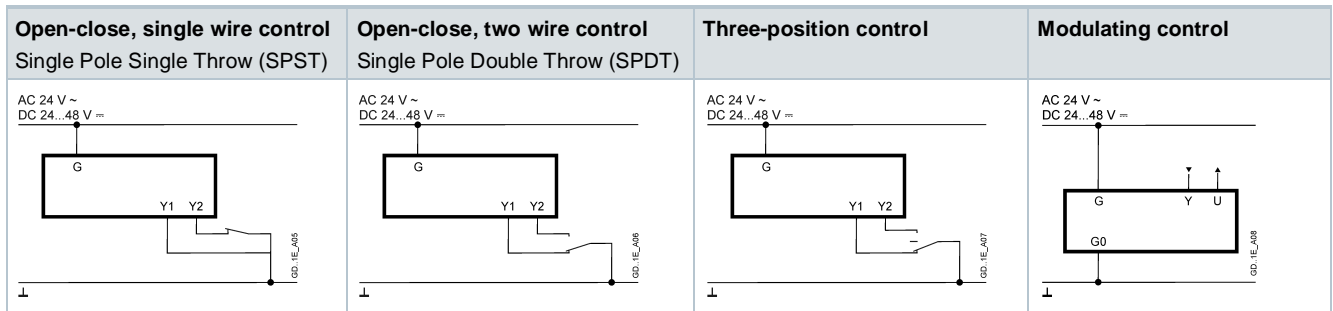 Open-close, single wire control
Single Pole Single Throw (SPST)
Open-close, two wire control
Single Pole Double Throw (SPDT)
Three-position control
Modulating control
AC 24 V ~
DC 24...48 V ⎓
G
Y1 Y2
GD..1E_A05
⊥
AC 24 V ~
DC 24...48 V ⎓
G
Y1 Y2
GD..1E_A06
⊥
AC 24 V ~
DC 24...48 V ⎓
G
Y1 Y2
GD..1E_A07
⊥
AC 24 V ~
DC 24...48 V ⎓
G Y U
G0
GD..1E_A08
⊥